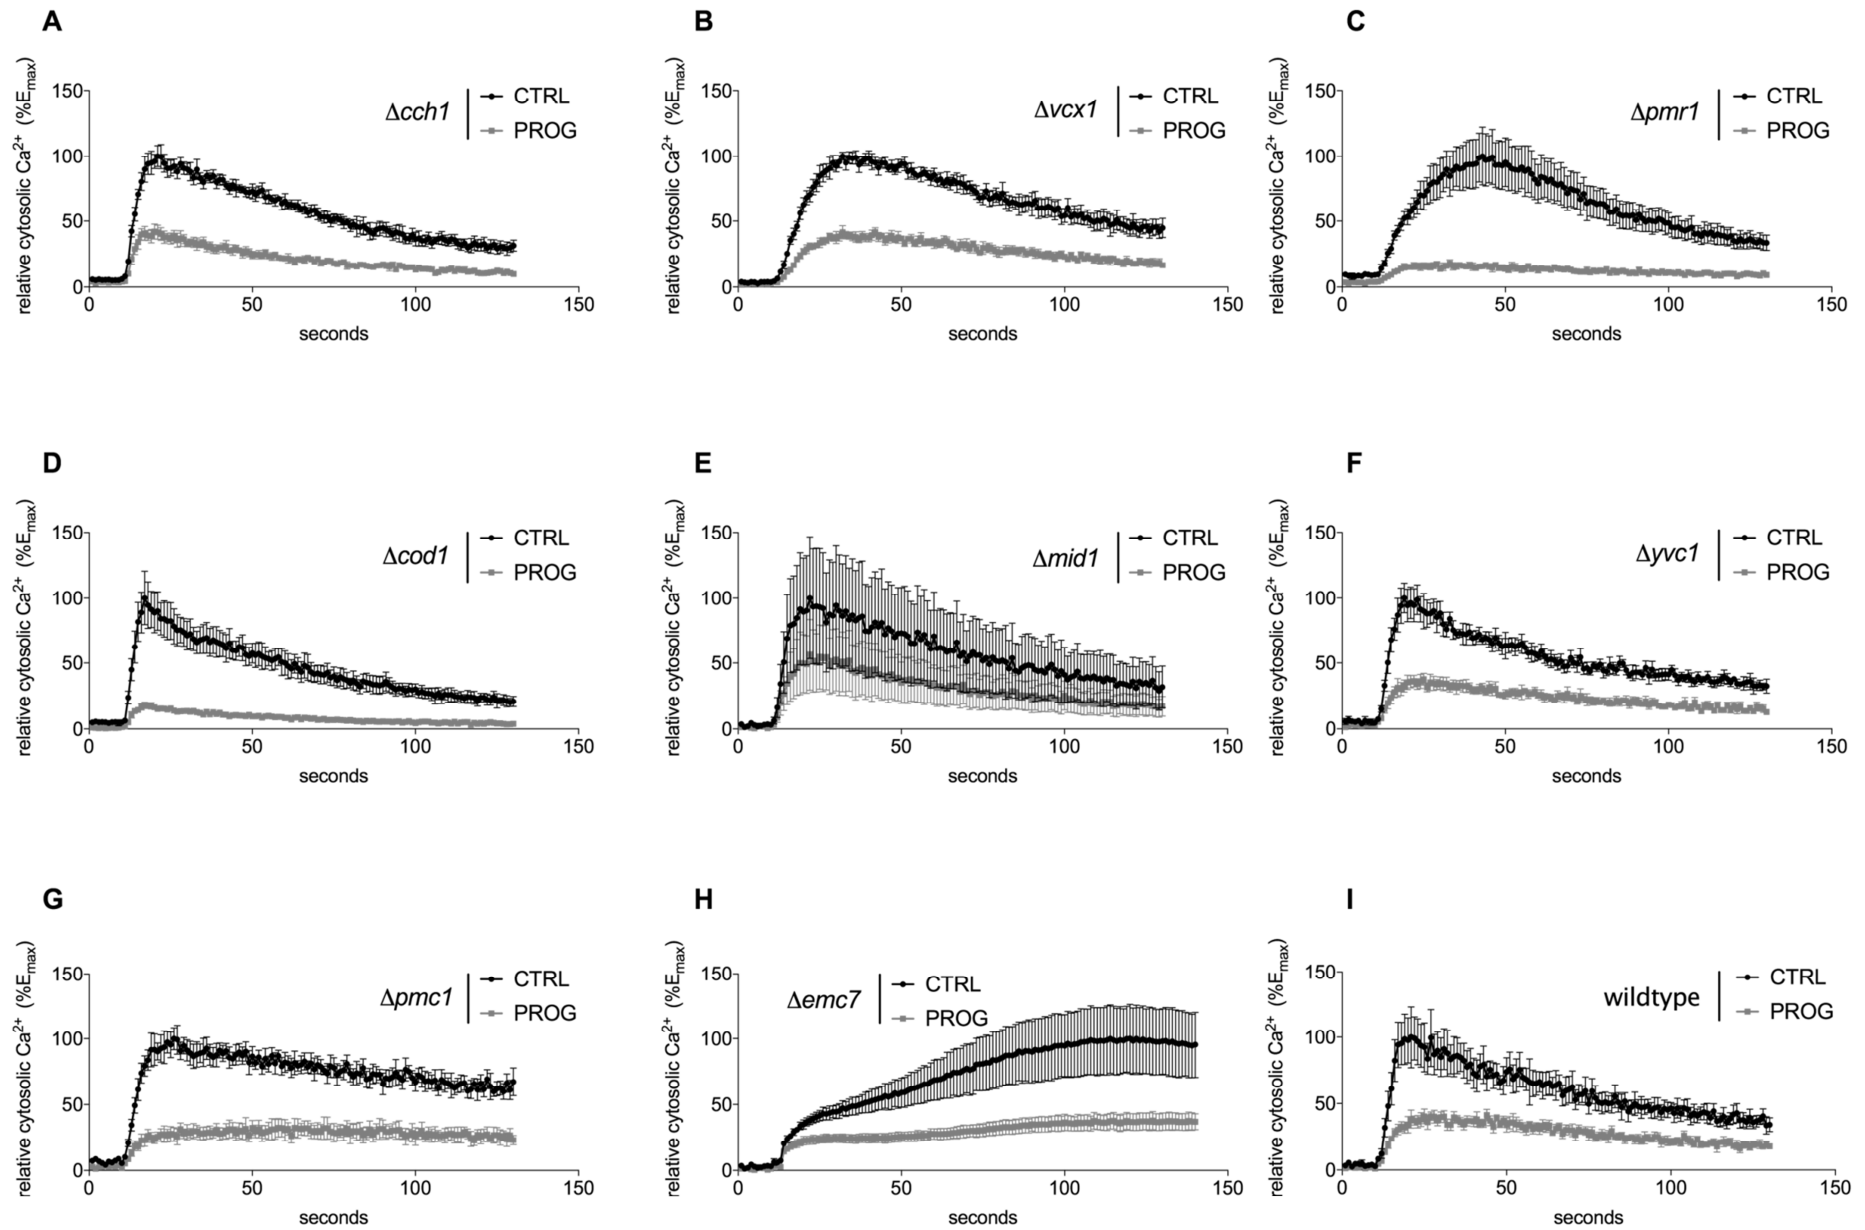 A
relative cytosolic Ca²⁺ (%Emax)
150
100
50
0
Δcch1
CTRL
PROG
0 50 100 150
seconds
B
relative cytosolic Ca²⁺ (%Emax)
150
100
50
0
Δvcx1
CTRL
PROG
0 50 100 150
seconds
C
relative cytosolic Ca²⁺ (%Emax)
150
100
50
0
Δpmr1
CTRL
PROG
0 50 100 150
seconds
D
relative cytosolic Ca²⁺ (%Emax)
150
100
50
0
Δcod1
CTRL
PROG
0 50 100 150
seconds
E
relative cytosolic Ca²⁺ (%Emax)
150
100
50
0
Δmid1
CTRL
PROG
0 50 100 150
seconds
F
relative cytosolic Ca²⁺ (%Emax)
150
100
50
0
Δyvc1
CTRL
PROG
0 50 100 150
seconds
G
relative cytosolic Ca²⁺ (%Emax)
150
100
50
0
Δpmc1
CTRL
PROG
0 50 100 150
seconds
H
relative cytosolic Ca²⁺ (%Emax)
150
100
50
0
Δemc7
CTRL
PROG
0 50 100 150
seconds
I
relative cytosolic Ca²⁺ (%Emax)
150
100
50
0
wildtype
CTRL
PROG
0 50 100 150
seconds